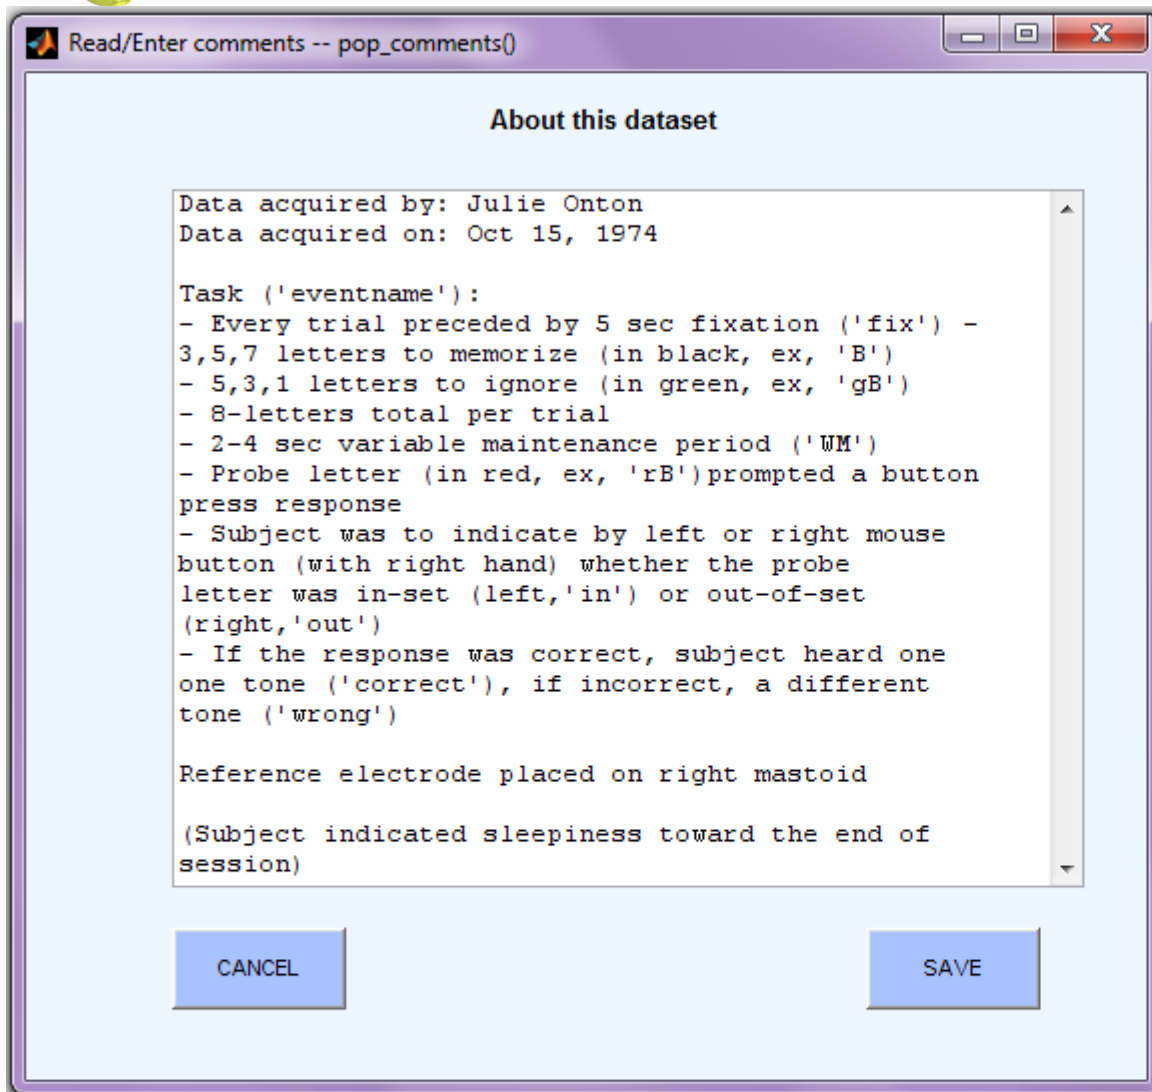 Read/Enter comments -- pop_comments()
About this dataset
Data acquired by: Julie Onton
Data acquired on: Oct 15, 1974
Task ('eventname'):
- Every trial preceded by 5 sec fixation ('fix') -
3,5,7 letters to memorize (in black, ex, 'B')
- 5,3,1 letters to ignore (in green, ex, 'gB')
- 8-letters total per trial
- 2-4 sec variable maintenance period ('WM')
- Probe letter (in red, ex, 'rB')prompted a button
press response
- Subject was to indicate by left or right mouse
button (with right hand) whether the probe
letter was in-set (left,'in') or out-of-set
(right,'out')
- If the response was correct, subject heard one
one tone ('correct'), if incorrect, a different
tone ('wrong')
Reference electrode placed on right mastoid
(Subject indicated sleepiness toward the end of
session)
CANCEL SAVE